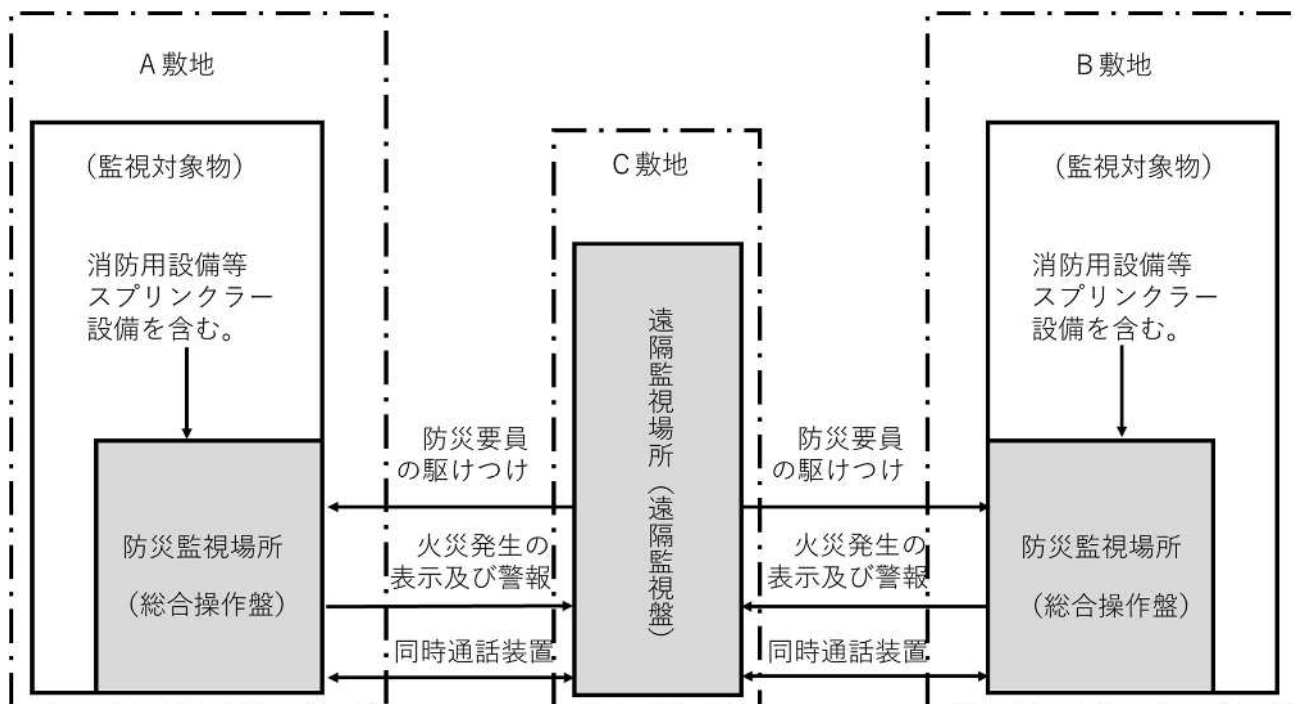 A敷地
(監視対象物)
消防用設備等
スプリンクラー
設備を含む。
防災監視場所
(総合操作盤)
防災要員
の駆けつけ
火災発生の
表示及び警報
同時通話装置
C敷地
遠隔監視場所(遠隔監視盤)
防災要員
の駆けつけ
火災発生の
表示及び警報
同時通話装置
B敷地
(監視対象物)
消防用設備等
スプリンクラー
設備を含む。
防災監視場所
(総合操作盤)